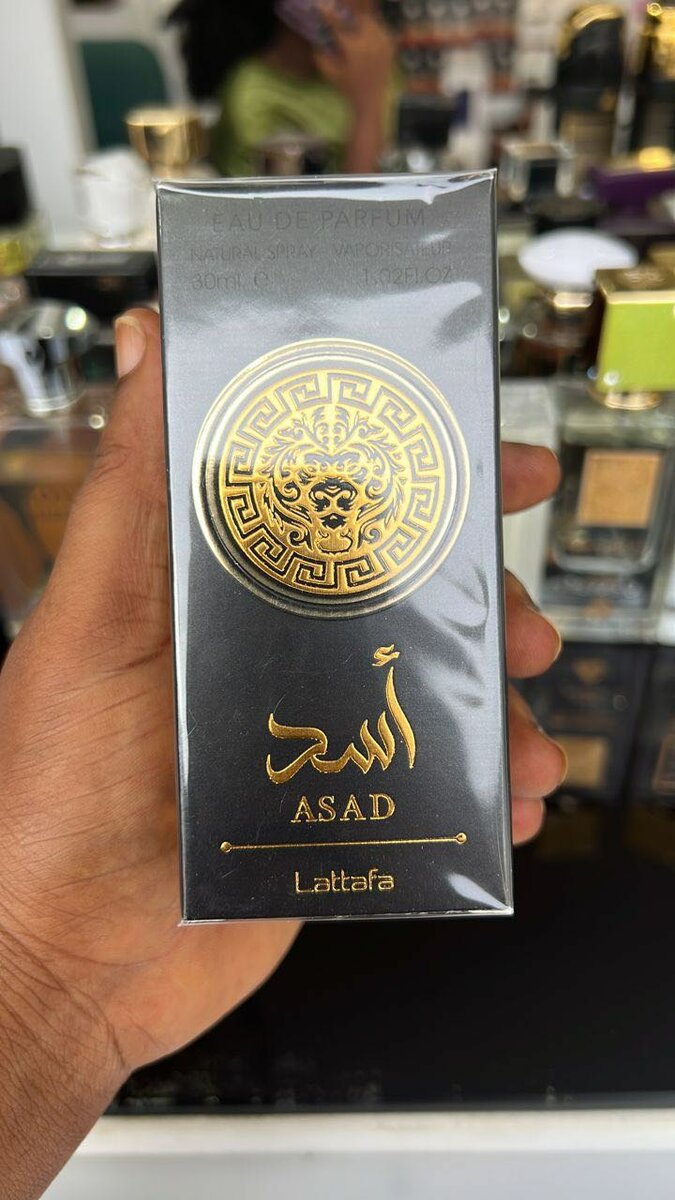 EAU DE PARFUM
NATURAL SPRAY VAPORISATEUR
30ml. ℮ 1.02FL.OZ
أسد
ASAD
Lattafa